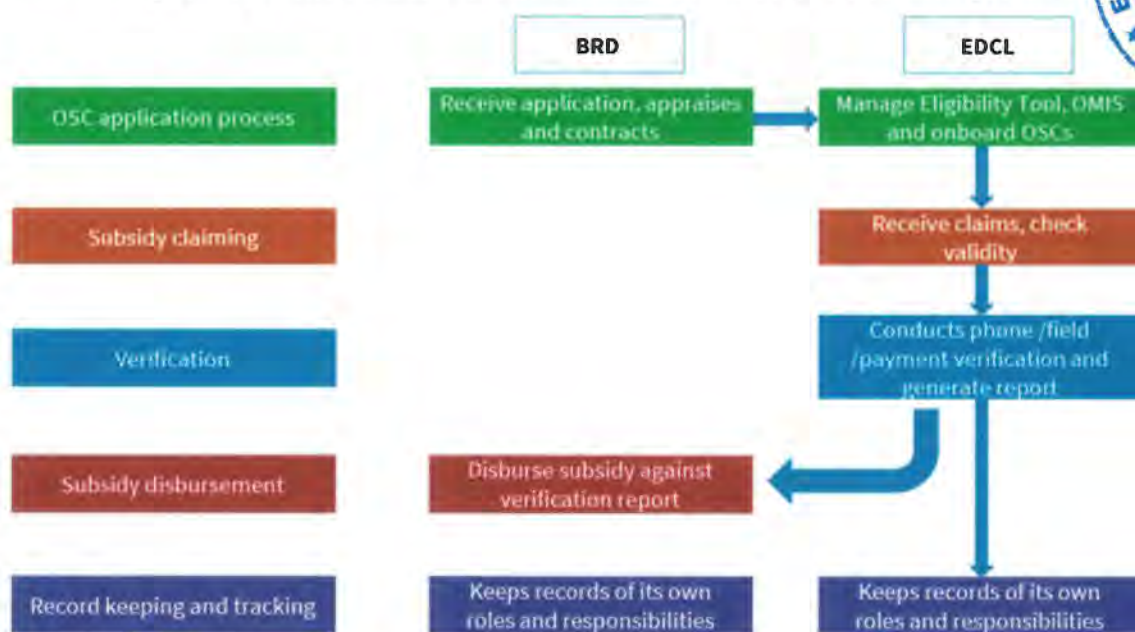 BRD
EDCL
OSC application process
Receive application, appraises
and contracts
Manage Eligibility Tool, OMIS
and onboard OSCs
Subsidy claiming
Receive claims, check
validity
Verification
Conducts phone /field
/payment verification and
generate report
Subsidy disbursement
Disburse subsidy against
verification report
Record keeping and tracking
Keeps records of its own
roles and responsibilities
Keeps records of its own
roles and responsibilities